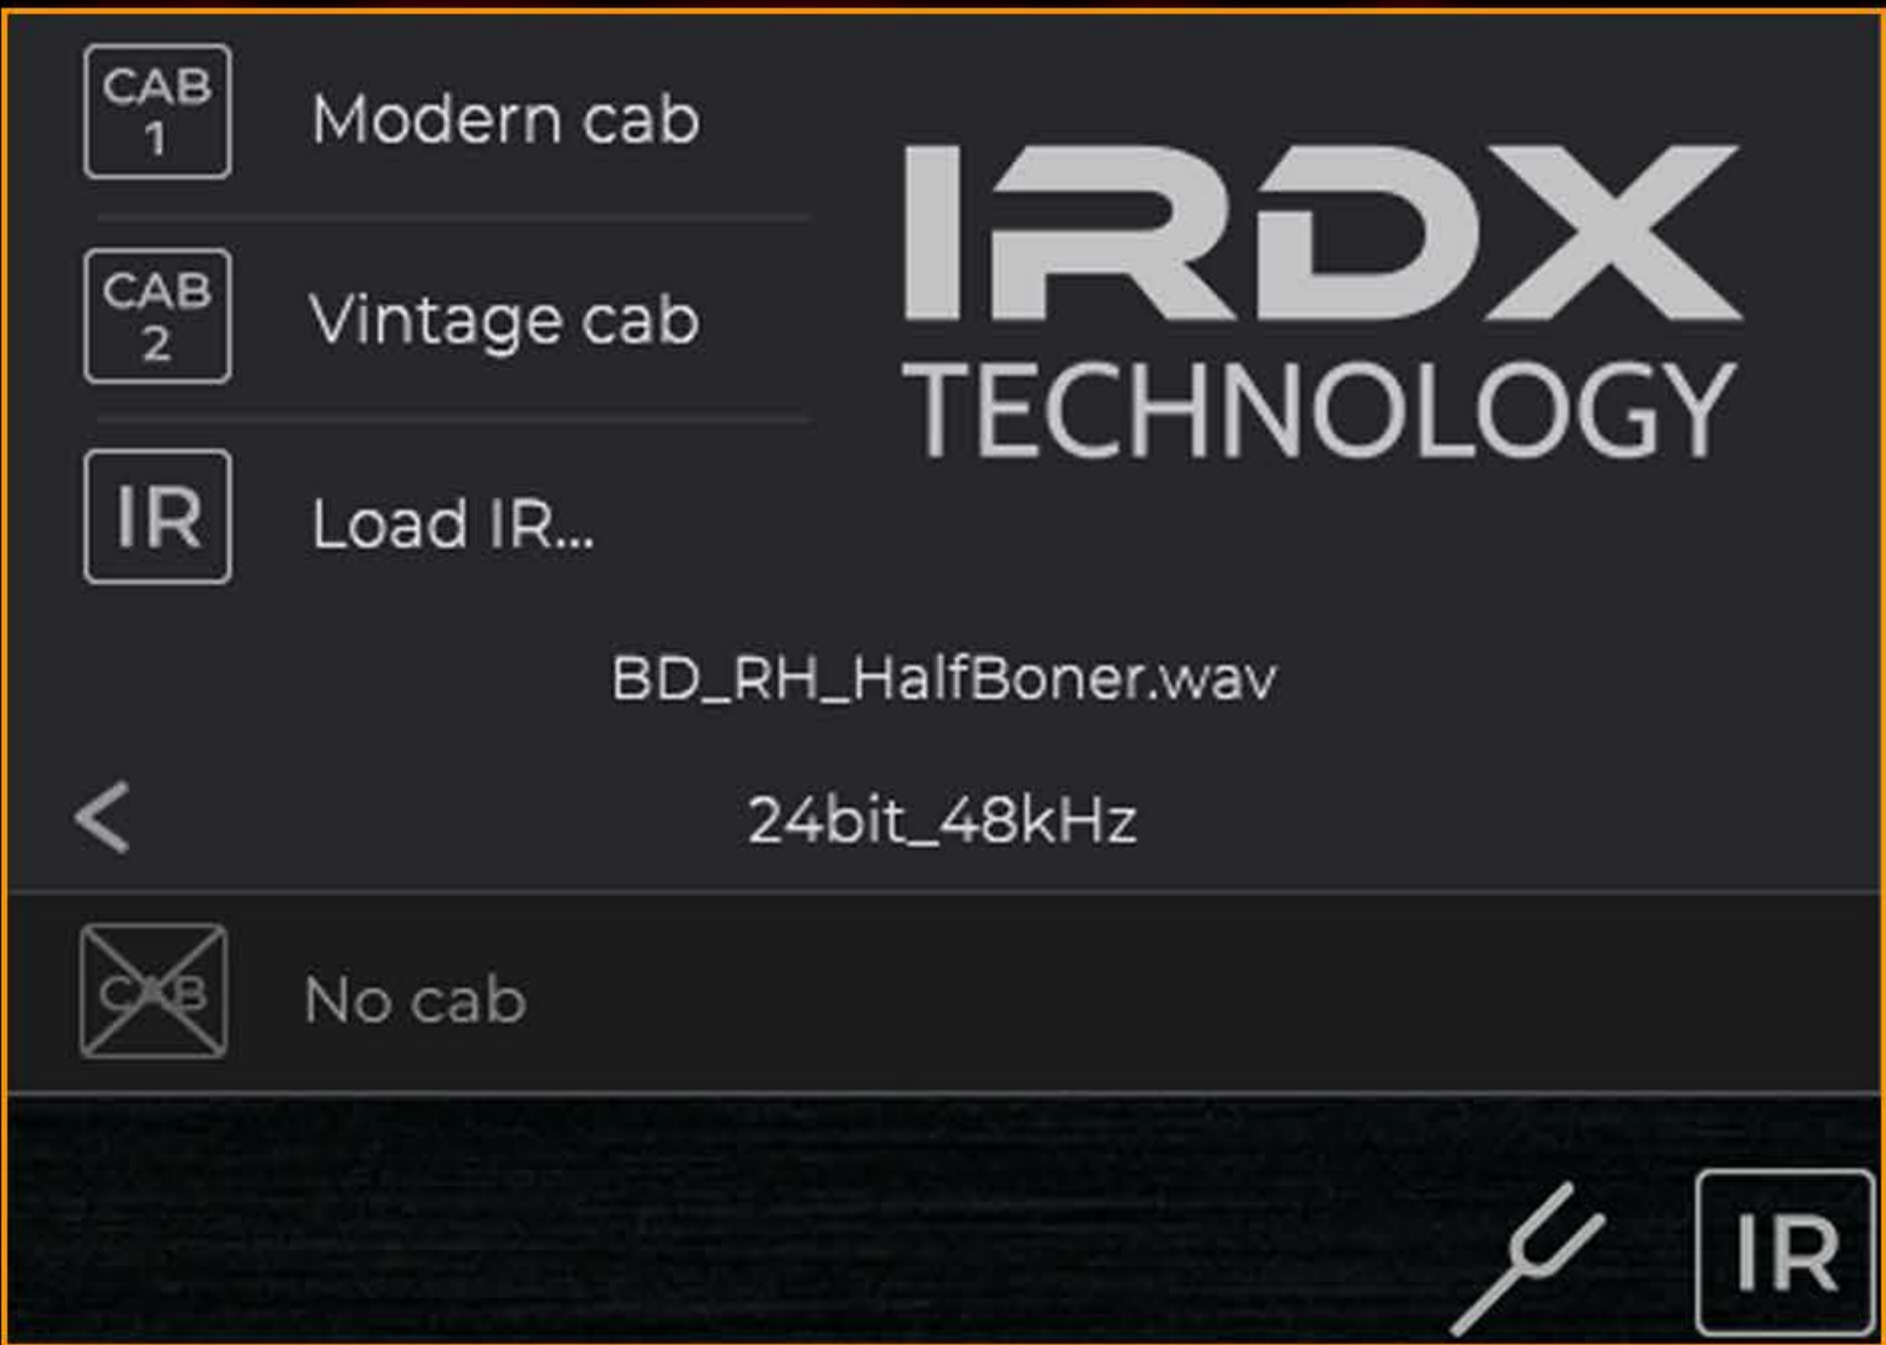 CAB
1
Modern cab
CAB
2
Vintage cab
IR
Load IR...
IRDX
TECHNOLOGY
BD_RH_HalfBoner.wav
<
24bit_48kHz
CAB
No cab
IR